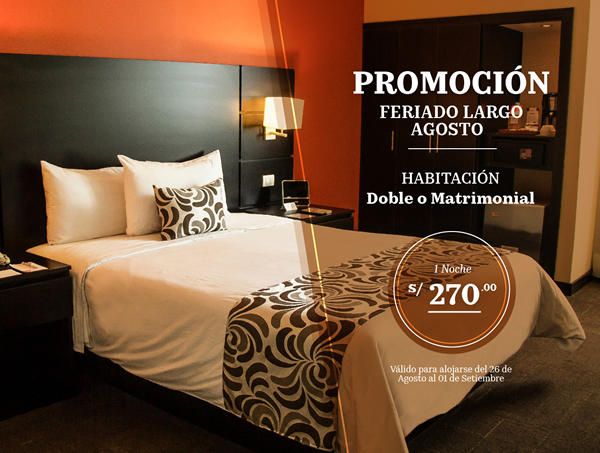 PROMOCIÓN
FERIADO LARGO
AGOSTO
HABITACIÓN
Doble o Matrimonial
1 Noche
S/ 270.00
Válido para alojarse del 26 de
Agosto al 01 de Setiembre